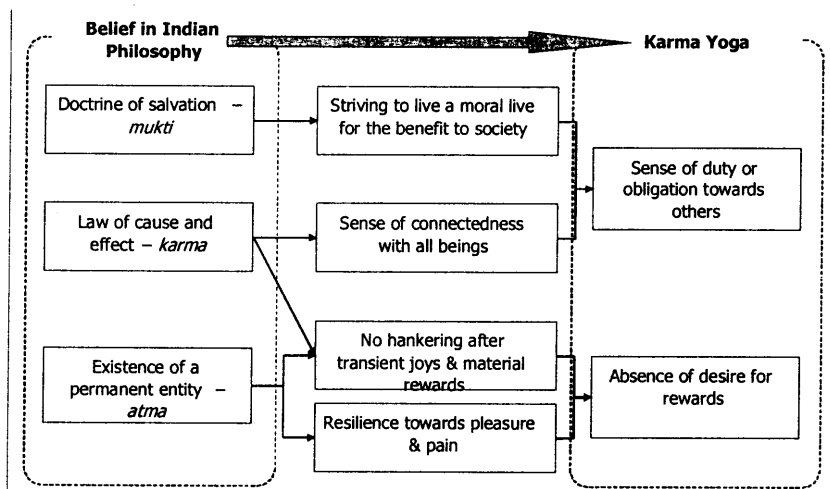 Belief in Indian
Philosophy
Karma Yoga
Doctrine of salvation –
mukti
Striving to live a moral live
for the benefit to society
Sense of duty or
obligation towards
others
Law of cause and
effect – karma
Sense of connectedness
with all beings
Existence of a
permanent entity –
atma
No hankering after
transient joys & material
rewards
Absence of desire for
rewards
Resilience towards pleasure
& pain